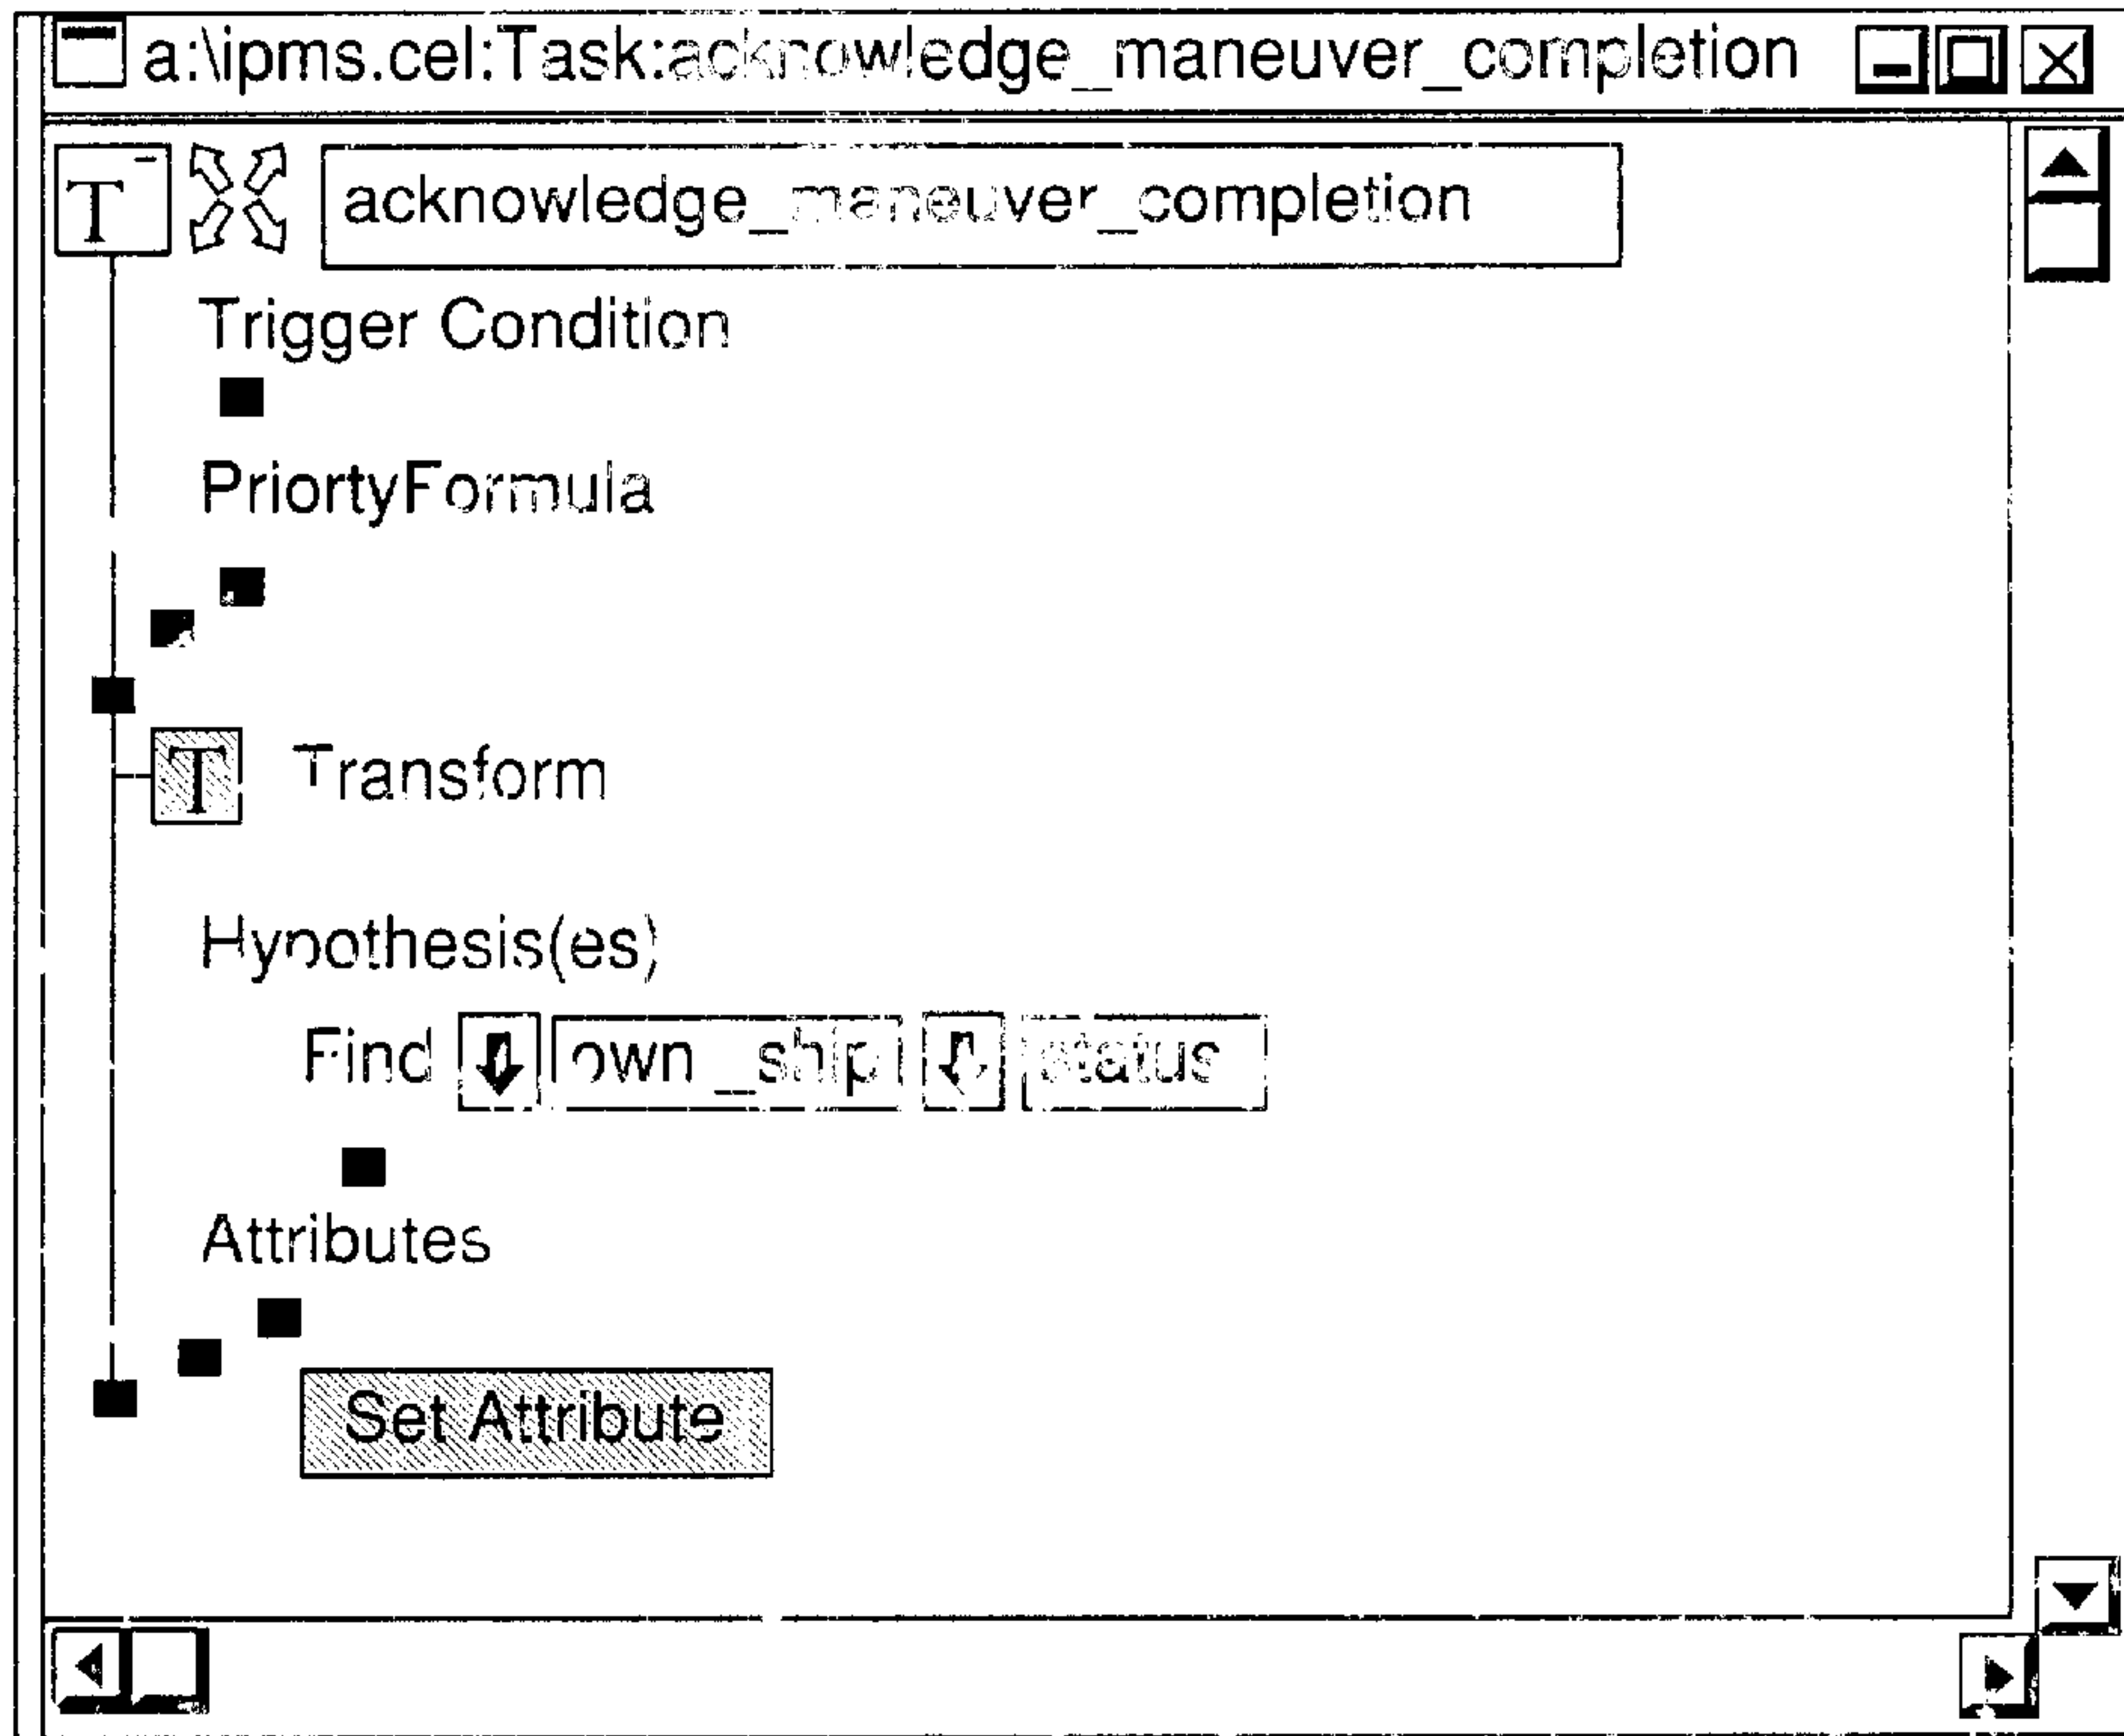 a:\ipms.cel:Task:acknowledge_maneuver_completion
T acknowledge_maneuver_completion
Trigger Condition
PriortyFormula
T Transform
Hypothesis(es)
Find own_ship status
Attributes
Set Attribute